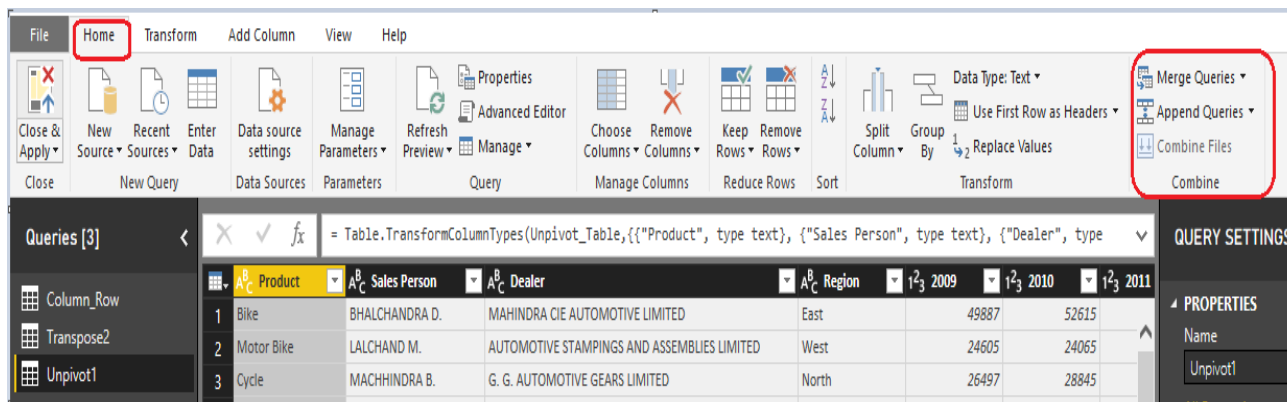 File Home Transform Add Column View Help
Close & Apply
New Source
Recent Sources
Enter Data
Data source settings
Manage Parameters
Refresh Preview
Properties
Advanced Editor
Manage
Choose Columns
Remove Columns
Keep Rows
Remove Rows
Split Column
Group By
Data Type: Text
Use First Row as Headers
Replace Values
Merge Queries
Append Queries
Combine Files
Close New Query Data Sources Parameters Query Manage Columns Reduce Rows Sort Transform Combine
Queries [3]
fx = Table.TransformColumnTypes(Unpivot_Table,{{"Product", type text}, {"Sales Person", type text}, {"Dealer", type
QUERY SETTINGS
Column_Row
Transpose2
Unpivot1
Product Sales Person Dealer Region 2009 2010 2011
1 Bike BHALCHANDRA D. MAHINDRA CIE AUTOMOTIVE LIMITED East 49887 52615
2 Motor Bike LALCHAND M. AUTOMOTIVE STAMPINGS AND ASSEMBLIES LIMITED West 24605 24065
3 Cycle MACHHINDRA B. G. G. AUTOMOTIVE GEARS LIMITED North 26497 28845
PROPERTIES
Name
Unpivot1